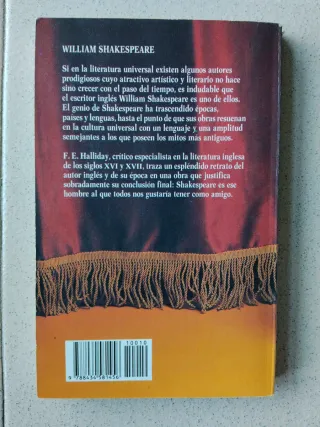 WILLIAM SHAKESPEARE
Si en la literatura universal existen algunos autores
prodigiosos cuyo atractivo artístico y literario no hace
sino crecer con el paso del tiempo, es indudable que
el escritor inglés William Shakespeare es uno de ellos.
El genio de Shakespeare ha trascendido épocas,
países y lenguas, hasta el punto de que sus obras resuenan
en la cultura universal con un lenguaje y una amplitud
semejantes a los que poseen los mitos más antiguos.
F. E. Halliday, crítico especialista en la literatura inglesa
de los siglos XVI y XVII, traza un espléndido retrato del
autor inglés y de su época en una obra que justifica
sobradamente su conclusión final: Shakespeare es ese
hombre al que todos nos gustaría tener como amigo.
10010
9 788434 581456